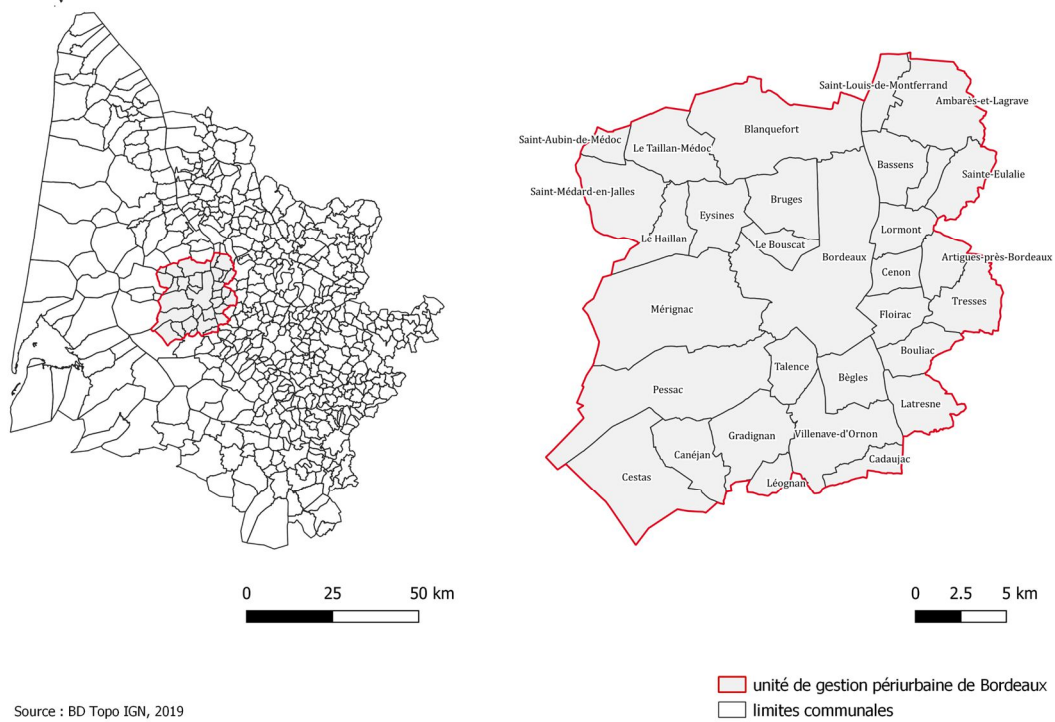 Saint-Louis-de-Montferrand
Ambarès-et-Lagrave
Blanquefort
Saint-Aubin-de-Médoc
Le Taillan-Médoc
Bassens
Sainte-Eulalie
Saint-Médard-en-Jalles
Bruges
Eysines
Lormont
Le Haillan
Le Bouscat
Bordeaux
Artigues-près-Bordeaux
Cenon
Mérignac
Floirac
Tresses
Bouliac
Talence
Bègles
Pessac
Latresne
Gradignan
Villenave-d'Ornon
Canéjan
Cadaujac
Cestas
Léognan
0 25 50 km
0 2.5 5 km
unité de gestion périurbaine de Bordeaux
limites communales
Source : BD Topo IGN, 2019